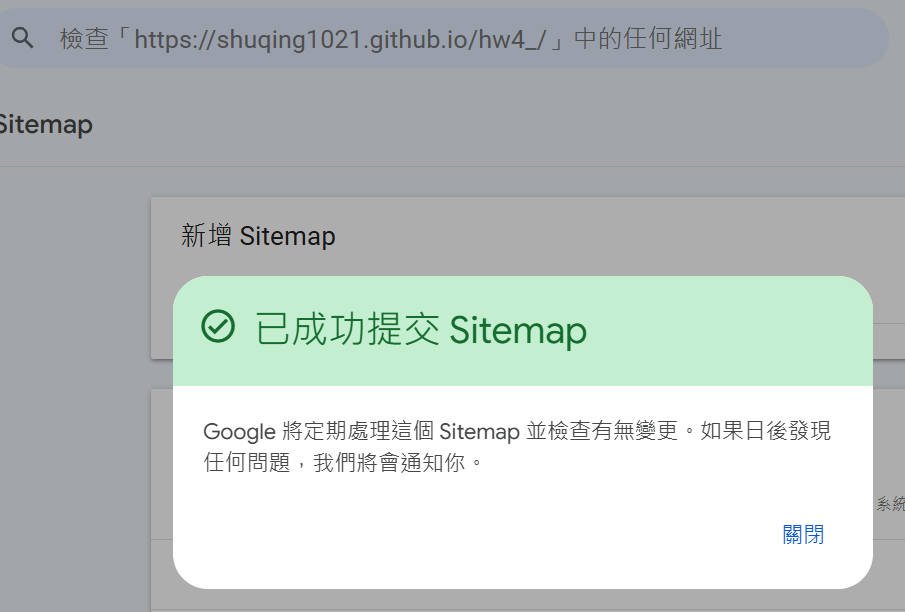 檢查「https://shuqing1021.github.io/hw4_/」中的任何網址
Sitemap
新增 Sitemap
已成功提交 Sitemap
Google 將定期處理這個 Sitemap 並檢查有無變更。如果日後發現
任何問題，我們將會通知你。
系統
關閉